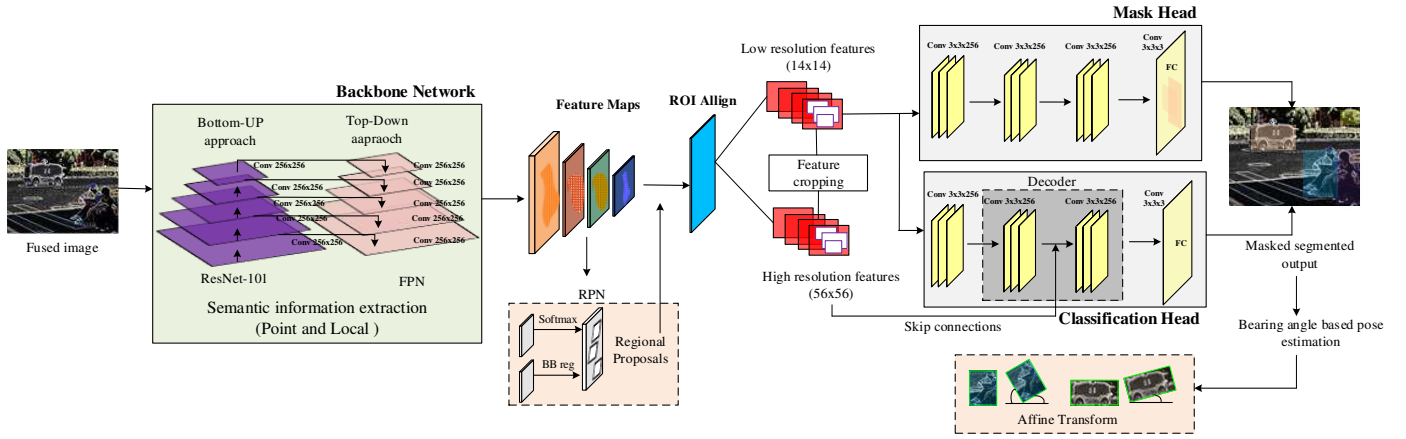 Fused image
Backbone Network
Bottom-UP
approach
Top-Down
aapraoch
Conv 256x256
Conv 256x256
Conv 256x256
Conv 256x256
Conv 256x256
Conv 256x256
Conv 256x256
Conv 256x256
ResNet-101
FPN
Semantic information extraction
(Point and Local )
Feature Maps
RPN
Softmax
BB reg
Regional
Proposals
ROI Allign
Low resolution features
(14x14)
Feature
cropping
High resolution features
(56x56)
Skip connections
Mask Head
Conv 3x3x256
Conv 3x3x256
Conv 3x3x256
Conv
3x3x3
FC
Decoder
Conv 3x3x256
Conv 3x3x256
Conv 3x3x256
Conv
3x3x3
FC
Classification Head
Masked segmented
output
Bearing angle based pose
estimation
Affine Transform